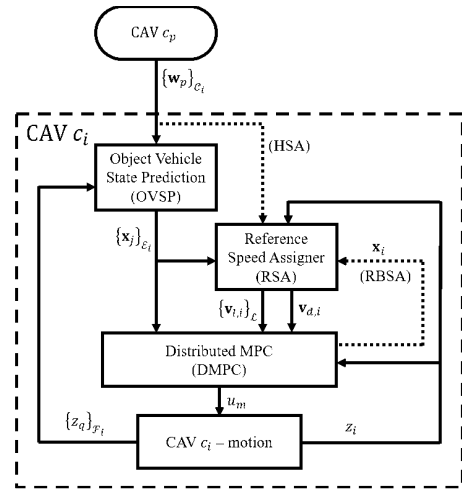 CAV c_p
{w_p}_{𝒞_i}
CAV c_i
(HSA)
Object Vehicle
State Prediction
(OVSP)
{x_j}_{ℰ_i}
Reference
Speed Assigner
(RSA)
x_i
(RBSA)
{v_{l,i}}_ℒ
v_{d,i}
Distributed MPC
(DMPC)
{z_q}_{ℱ_i}
u_m
z_i
CAV c_i – motion